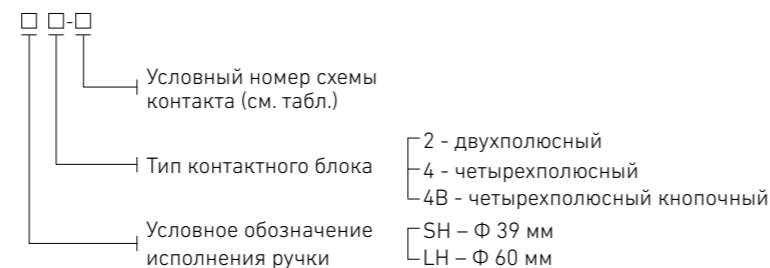 □ □-□
Условный номер схемы
контакта (см. табл.)
Тип контактного блока
2 - двухполюсный
4 - четырехполюсный
4B - четырехполюсный кнопочный
Условное обозначение
исполнения ручки
SH – Ф 39 мм
LH – Ф 60 мм